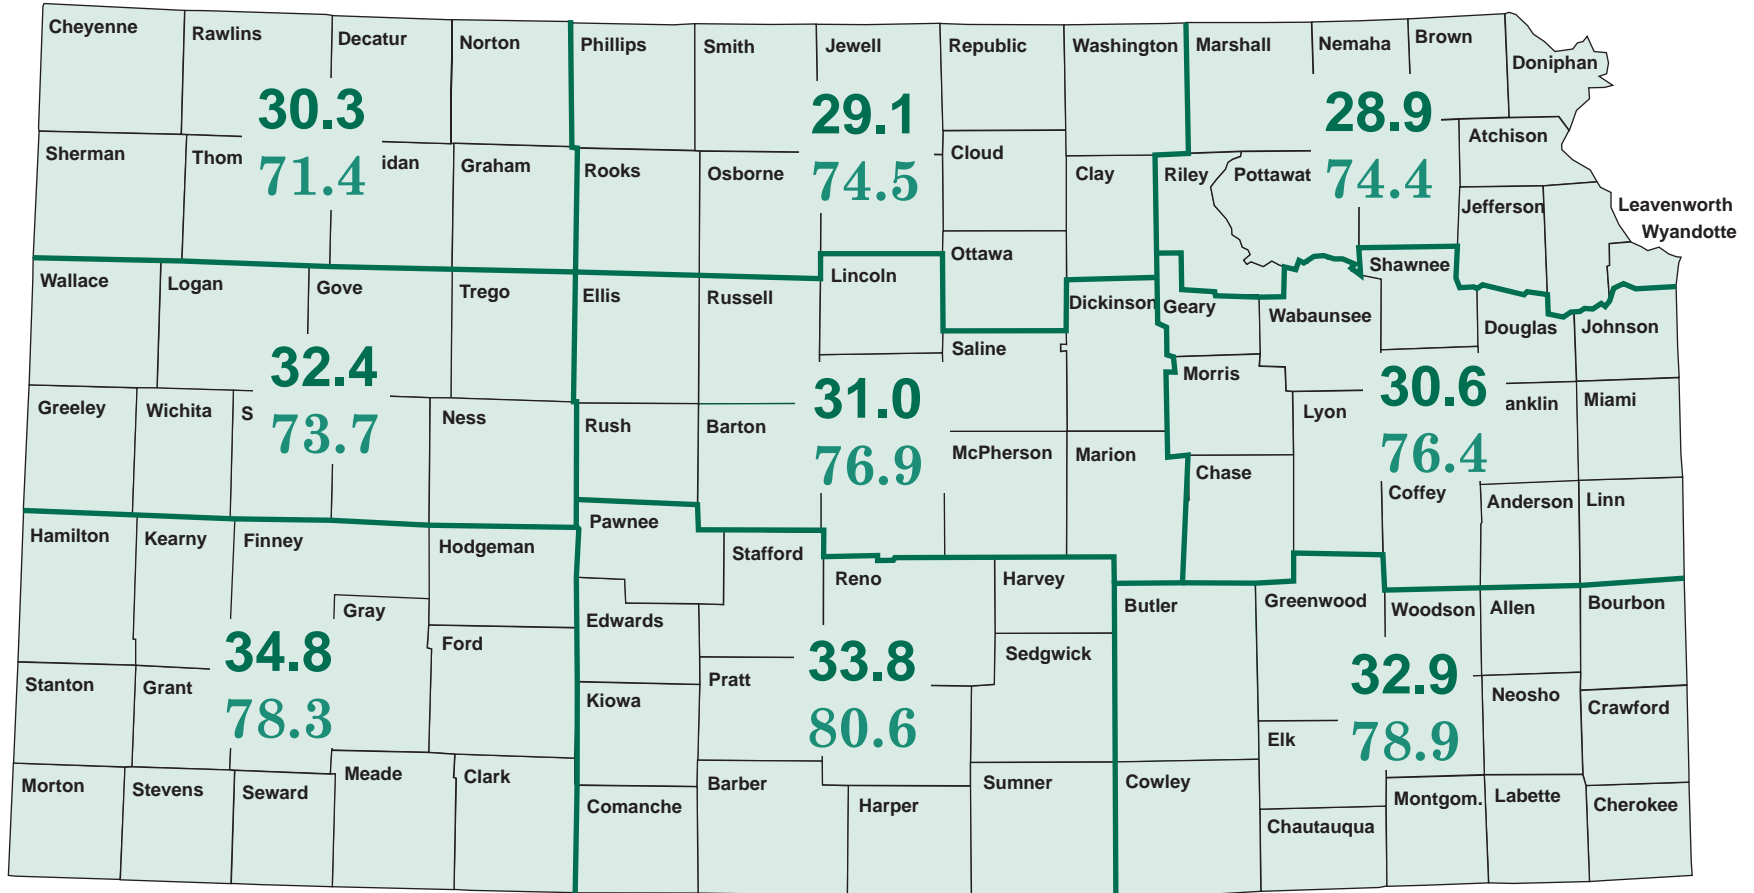 Cheyenne
Rawlins
Decatur
Norton
Phillips
Smith
Jewell
Republic
Washington
Marshall
Nemaha
Brown
Doniphan
30.3
71.4
29.1
74.5
28.9
74.4
Sherman
Thom
idan
Graham
Rooks
Osborne
Cloud
Clay
Riley
Pottawat
Atchison
Jefferson
Leavenworth
Wyandotte
Wallace
Logan
Gove
Trego
Ellis
Russell
Lincoln
Ottawa
Dickinson
Geary
Shawnee
Wabaunsee
Douglas
Johnson
32.4
73.7
Saline
31.0
76.9
Morris
30.6
76.4
Greeley
Wichita
S
Ness
Rush
Barton
McPherson
Marion
Chase
Lyon
anklin
Miami
Coffey
Anderson
Linn
Hamilton
Kearny
Finney
Hodgeman
Pawnee
Stafford
Reno
Harvey
Butler
Greenwood
Woodson
Allen
Bourbon
Gray
34.8
78.3
Ford
Edwards
33.8
80.6
Sedgwick
32.9
78.9
Stanton
Grant
Kiowa
Pratt
Elk
Neosho
Crawford
Morton
Stevens
Seward
Meade
Clark
Comanche
Barber
Harper
Sumner
Cowley
Chautauqua
Montgom.
Labette
Cherokee